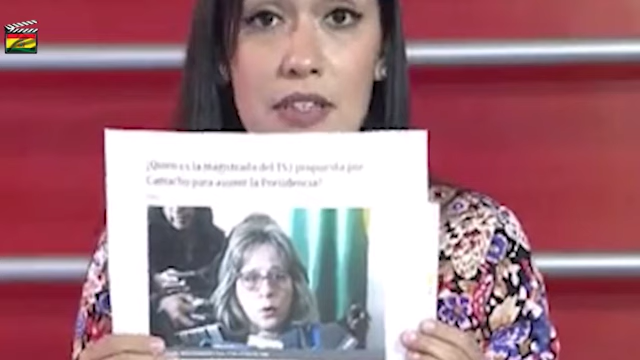 ¿Quién es la magistrada del TSJ propuesta por
Camacho para asumir la Presidencia?